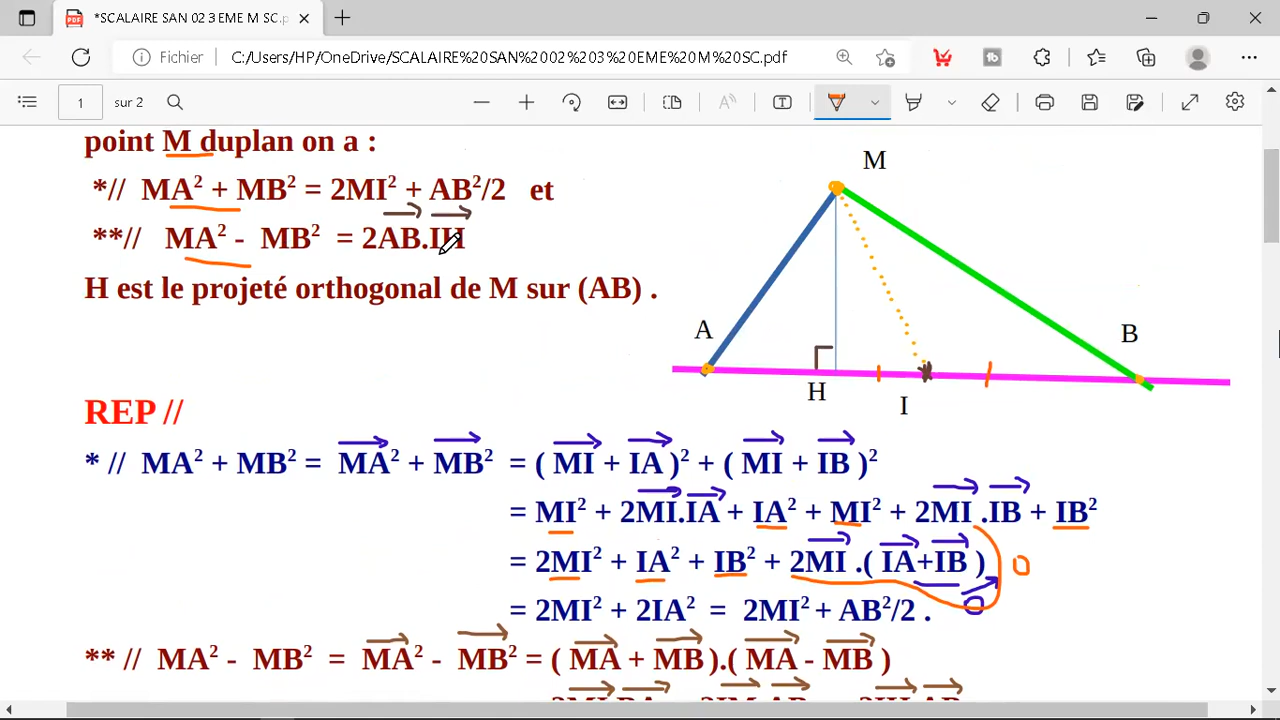 *SCALAIRE SAN 02 3 EME M SC.p
Fichier C:/Users/HP/OneDrive/SCALAIRE%20SAN%2002%203%20EME%20M%20SC.pdf
1 sur 2
point M duplan on a :
*// MA² + MB² = 2MI² + AB²/2 et
**// MA² - MB² = 2AB.IH
H est le projeté orthogonal de M sur (AB) .
M
A
B
H
I
REP //
* // MA² + MB² = MA² + MB² = ( MI + IA )² + ( MI + IB )²
= MI² + 2MI.IA + IA² + MI² + 2MI .IB + IB²
= 2MI² + IA² + IB² + 2MI .( IA+IB ) 0
= 2MI² + 2IA² = 2MI² + AB²/2 . 0
** // MA² - MB² = MA² - MB² = ( MA + MB ).( MA - MB )